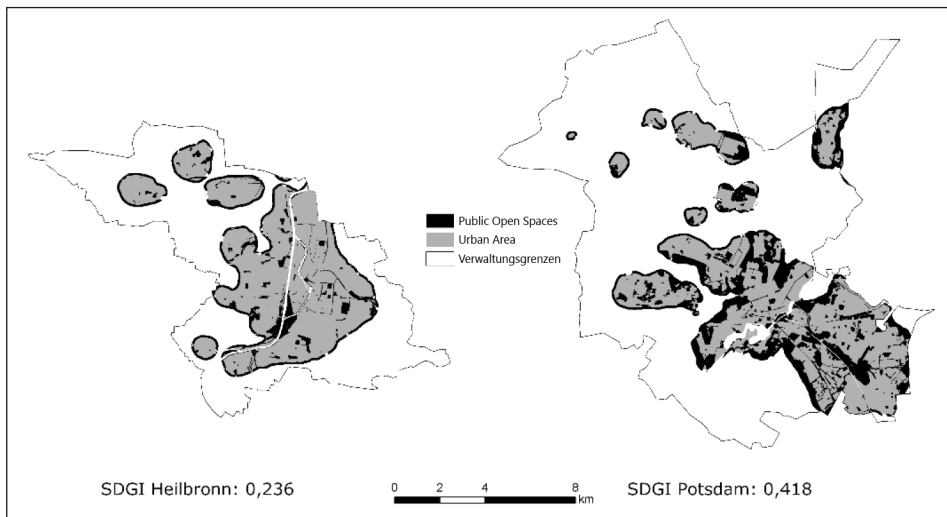 Public Open Spaces
Urban Area
Verwaltungsgrenzen
SDGI Heilbronn: 0,236
0 2 4 8
km
SDGI Potsdam: 0,418